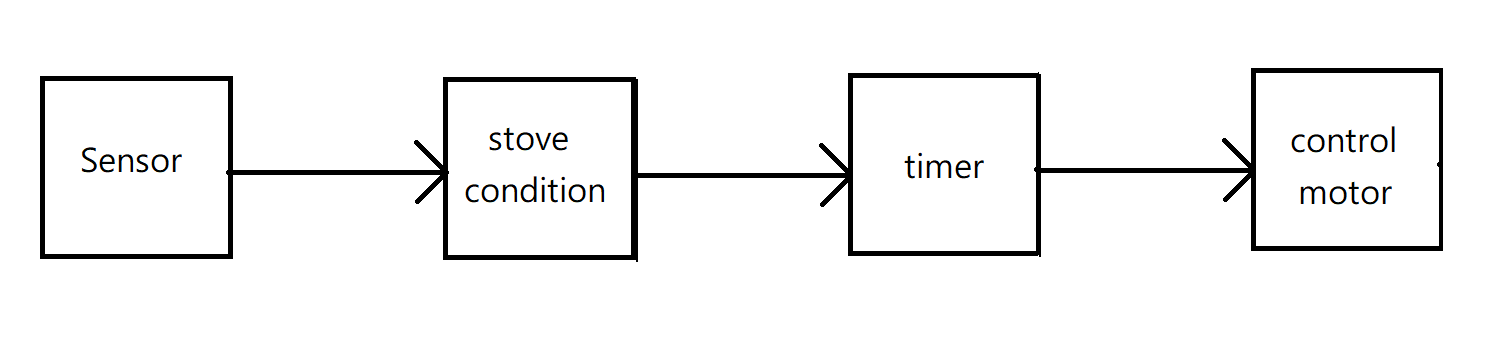 Sensor
stove
condition
timer
control
motor